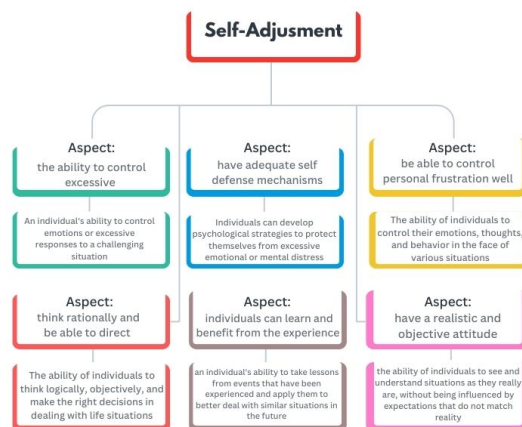 Self-Adjusment
Aspect:
the ability to control
excessive
An individual's ability to control
emotions or excessive
responses to a challenging
situation
Aspect:
have adequate self
defense mechanisms
Individuals can develop
psychological strategies to protect
themselves from excessive
emotional or mental distress
Aspect:
be able to control
personal frustration well
The ability of individuals to
control their emotions, thoughts,
and behavior in the face of
various situations
Aspect:
think rationally and
be able to direct
The ability of individuals to
think logically, objectively, and
make the right decisions in
dealing with life situations
Aspect:
individuals can learn and
benefit from the experience
an individual's ability to take lessons
from events that have been
experienced and apply them to
better deal with similar situations in
the future
Aspect:
have a realistic and
objective attitude
the ability of individuals to see and
understand situations as they really
are, without being influenced by
expectations that do not match
reality